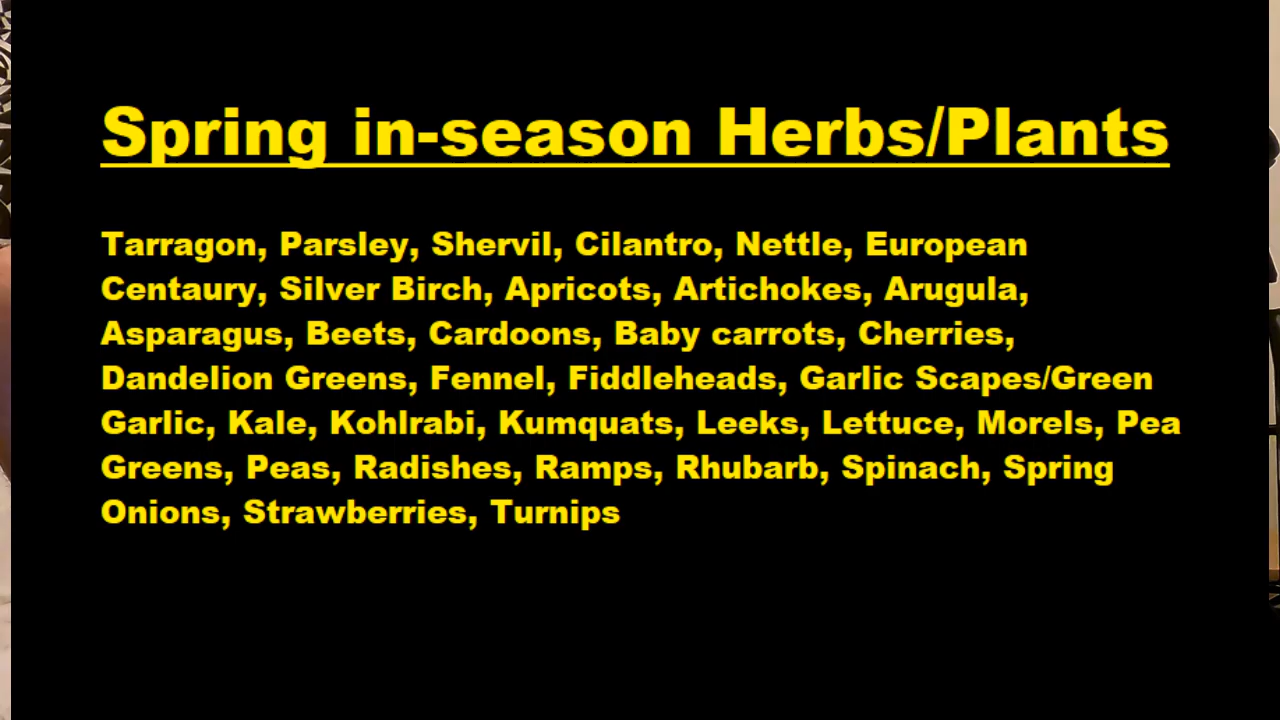 Spring in-season Herbs/Plants
Tarragon, Parsley, Shervil, Cilantro, Nettle, European
Centaury, Silver Birch, Apricots, Artichokes, Arugula,
Asparagus, Beets, Cardoons, Baby carrots, Cherries,
Dandelion Greens, Fennel, Fiddleheads, Garlic Scapes/Green
Garlic, Kale, Kohlrabi, Kumquats, Leeks, Lettuce, Morels, Pea
Greens, Peas, Radishes, Ramps, Rhubarb, Spinach, Spring
Onions, Strawberries, Turnips